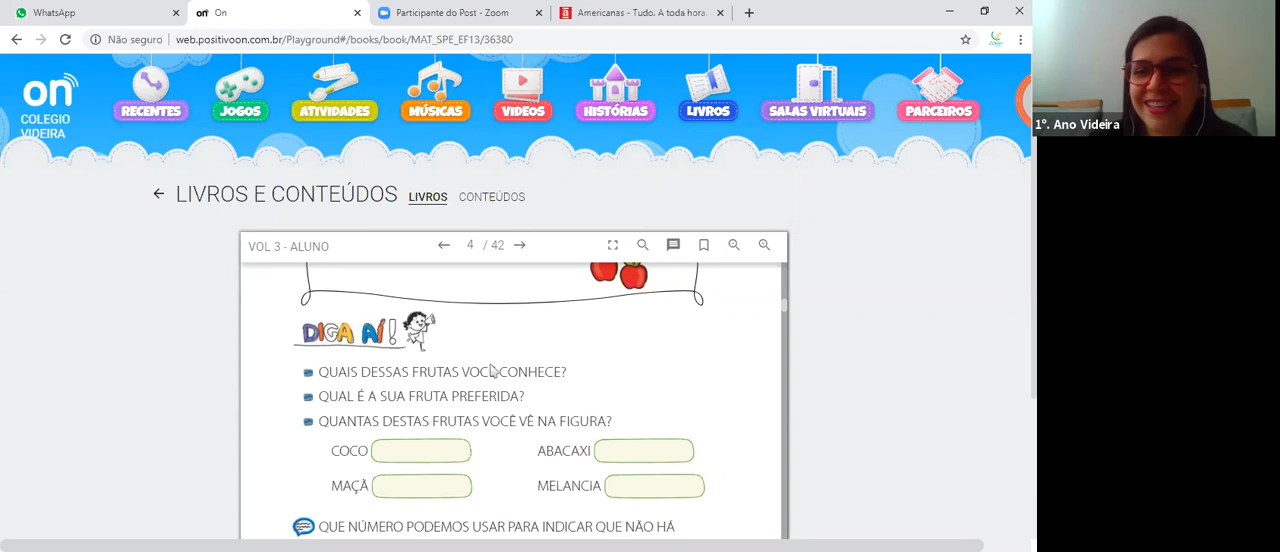 WhatsApp
On
Participante do Post - Zoom
Americanas - Tudo. A toda hora.
Não seguro
web.positivoon.com.br/Playground#/books/book/MAT_SPE_EF13/36380
on
COLEGIO
VIDEIRA
RECENTES
JOGOS
ATIVIDADES
MÚSICAS
VIDEOS
HISTÓRIAS
LIVROS
SALAS VIRTUAIS
PARCEIROS
1º. Ano Videira
LIVROS E CONTEÚDOS LIVROS CONTEÚDOS
VOL 3 - ALUNO 4 / 42
DIGA AÍ!
QUAIS DESSAS FRUTAS VOCÊ CONHECE?
QUAL É A SUA FRUTA PREFERIDA?
QUANTAS DESTAS FRUTAS VOCÊ VÊ NA FIGURA?
COCO ABACAXI
MAÇÃ MELANCIA
QUE NÚMERO PODEMOS USAR PARA INDICAR QUE NÃO HÁ